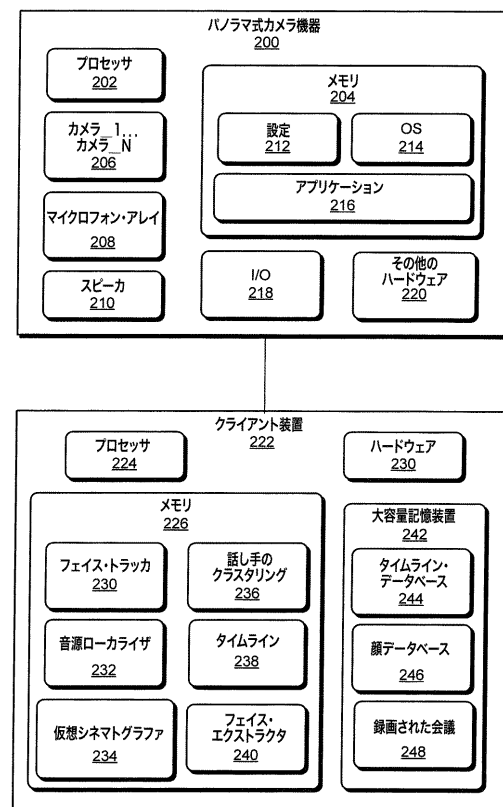 パノラマ式カメラ機器
200
プロセッサ
202
カメラ_1...
カメラ_N
206
マイクロフォン・アレイ
208
スピーカ
210
メモリ
204
設定
212
OS
214
アプリケーション
216
I/O
218
その他の
ハードウェア
220
クライアント装置
222
プロセッサ
224
ハードウェア
230
メモリ
226
フェイス・トラッカ
230
話し手の
クラスタリング
236
音源ローカライザ
232
タイムライン
238
仮想シネマトグラファ
234
フェイス・
エクストラクタ
240
大容量記憶装置
242
タイムライン・
データベース
244
顔データベース
246
録画された会議
248